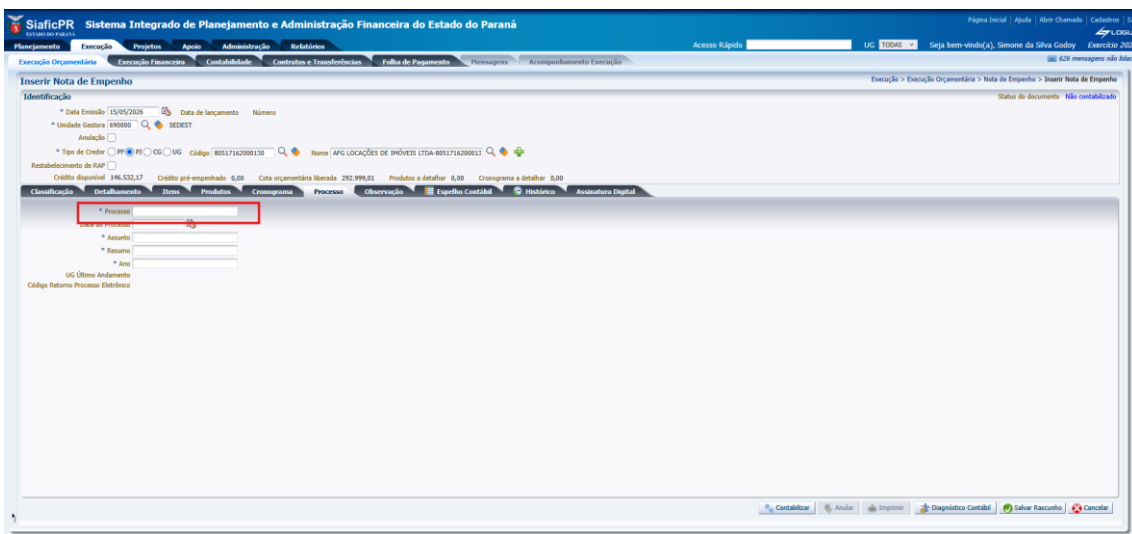 SiaficPR Sistema Integrado de Planejamento e Administração Financeira do Estado do Paraná Página Inicial | Ajuda | Abrir Chamado | Cadastros |
ESTADO DO PARANÁ
Planejamento Execução Projetos Apoio Administração Relatórios Acesso Rápido UG TODAS Seja bem-vindo(a), Simone da Silva Godoy Exercício 202
Execução Orçamentária Execução Financeira Contabilidade Contratos e Transferências Folha de Pagamento Mensagens Acompanhamento Execução 626 mensagens não lidas
Inserir Nota de Empenho Execução > Execução Orçamentária > Nota de Empenho > Inserir Nota de Empenho
Identificação Status do documento Não contabilizado
* Data Emissão 15/05/2026 Data de lançamento Número
* Unidade Gestora 690000 SEDEST
Anulação
* Tipo de Credor PF PJ CG UG Código 80517162000130 Nome AFG LOCAÇÕES DE IMÓVEIS LTDA-8051716200013
Restabelecimento de RAP
Crédito disponível 146.532,17 Crédito pré-empenhado 0,00 Cota orçamentária liberada 292.999,01 Produtos a detalhar 0,00 Cronograma a detalhar 0,00
Classificação Detalhamento Itens Produtos Cronograma Processo Observação Espelho Contábil Histórico Assinatura Digital
* Processo
Data do Processo
* Assunto
* Resumo
* Ano
UG Último Andamento
Código Retorno Processo Eletrônico
Contabilizar Anular Imprimir Diagnóstico Contábil Salvar Rascunho Cancelar